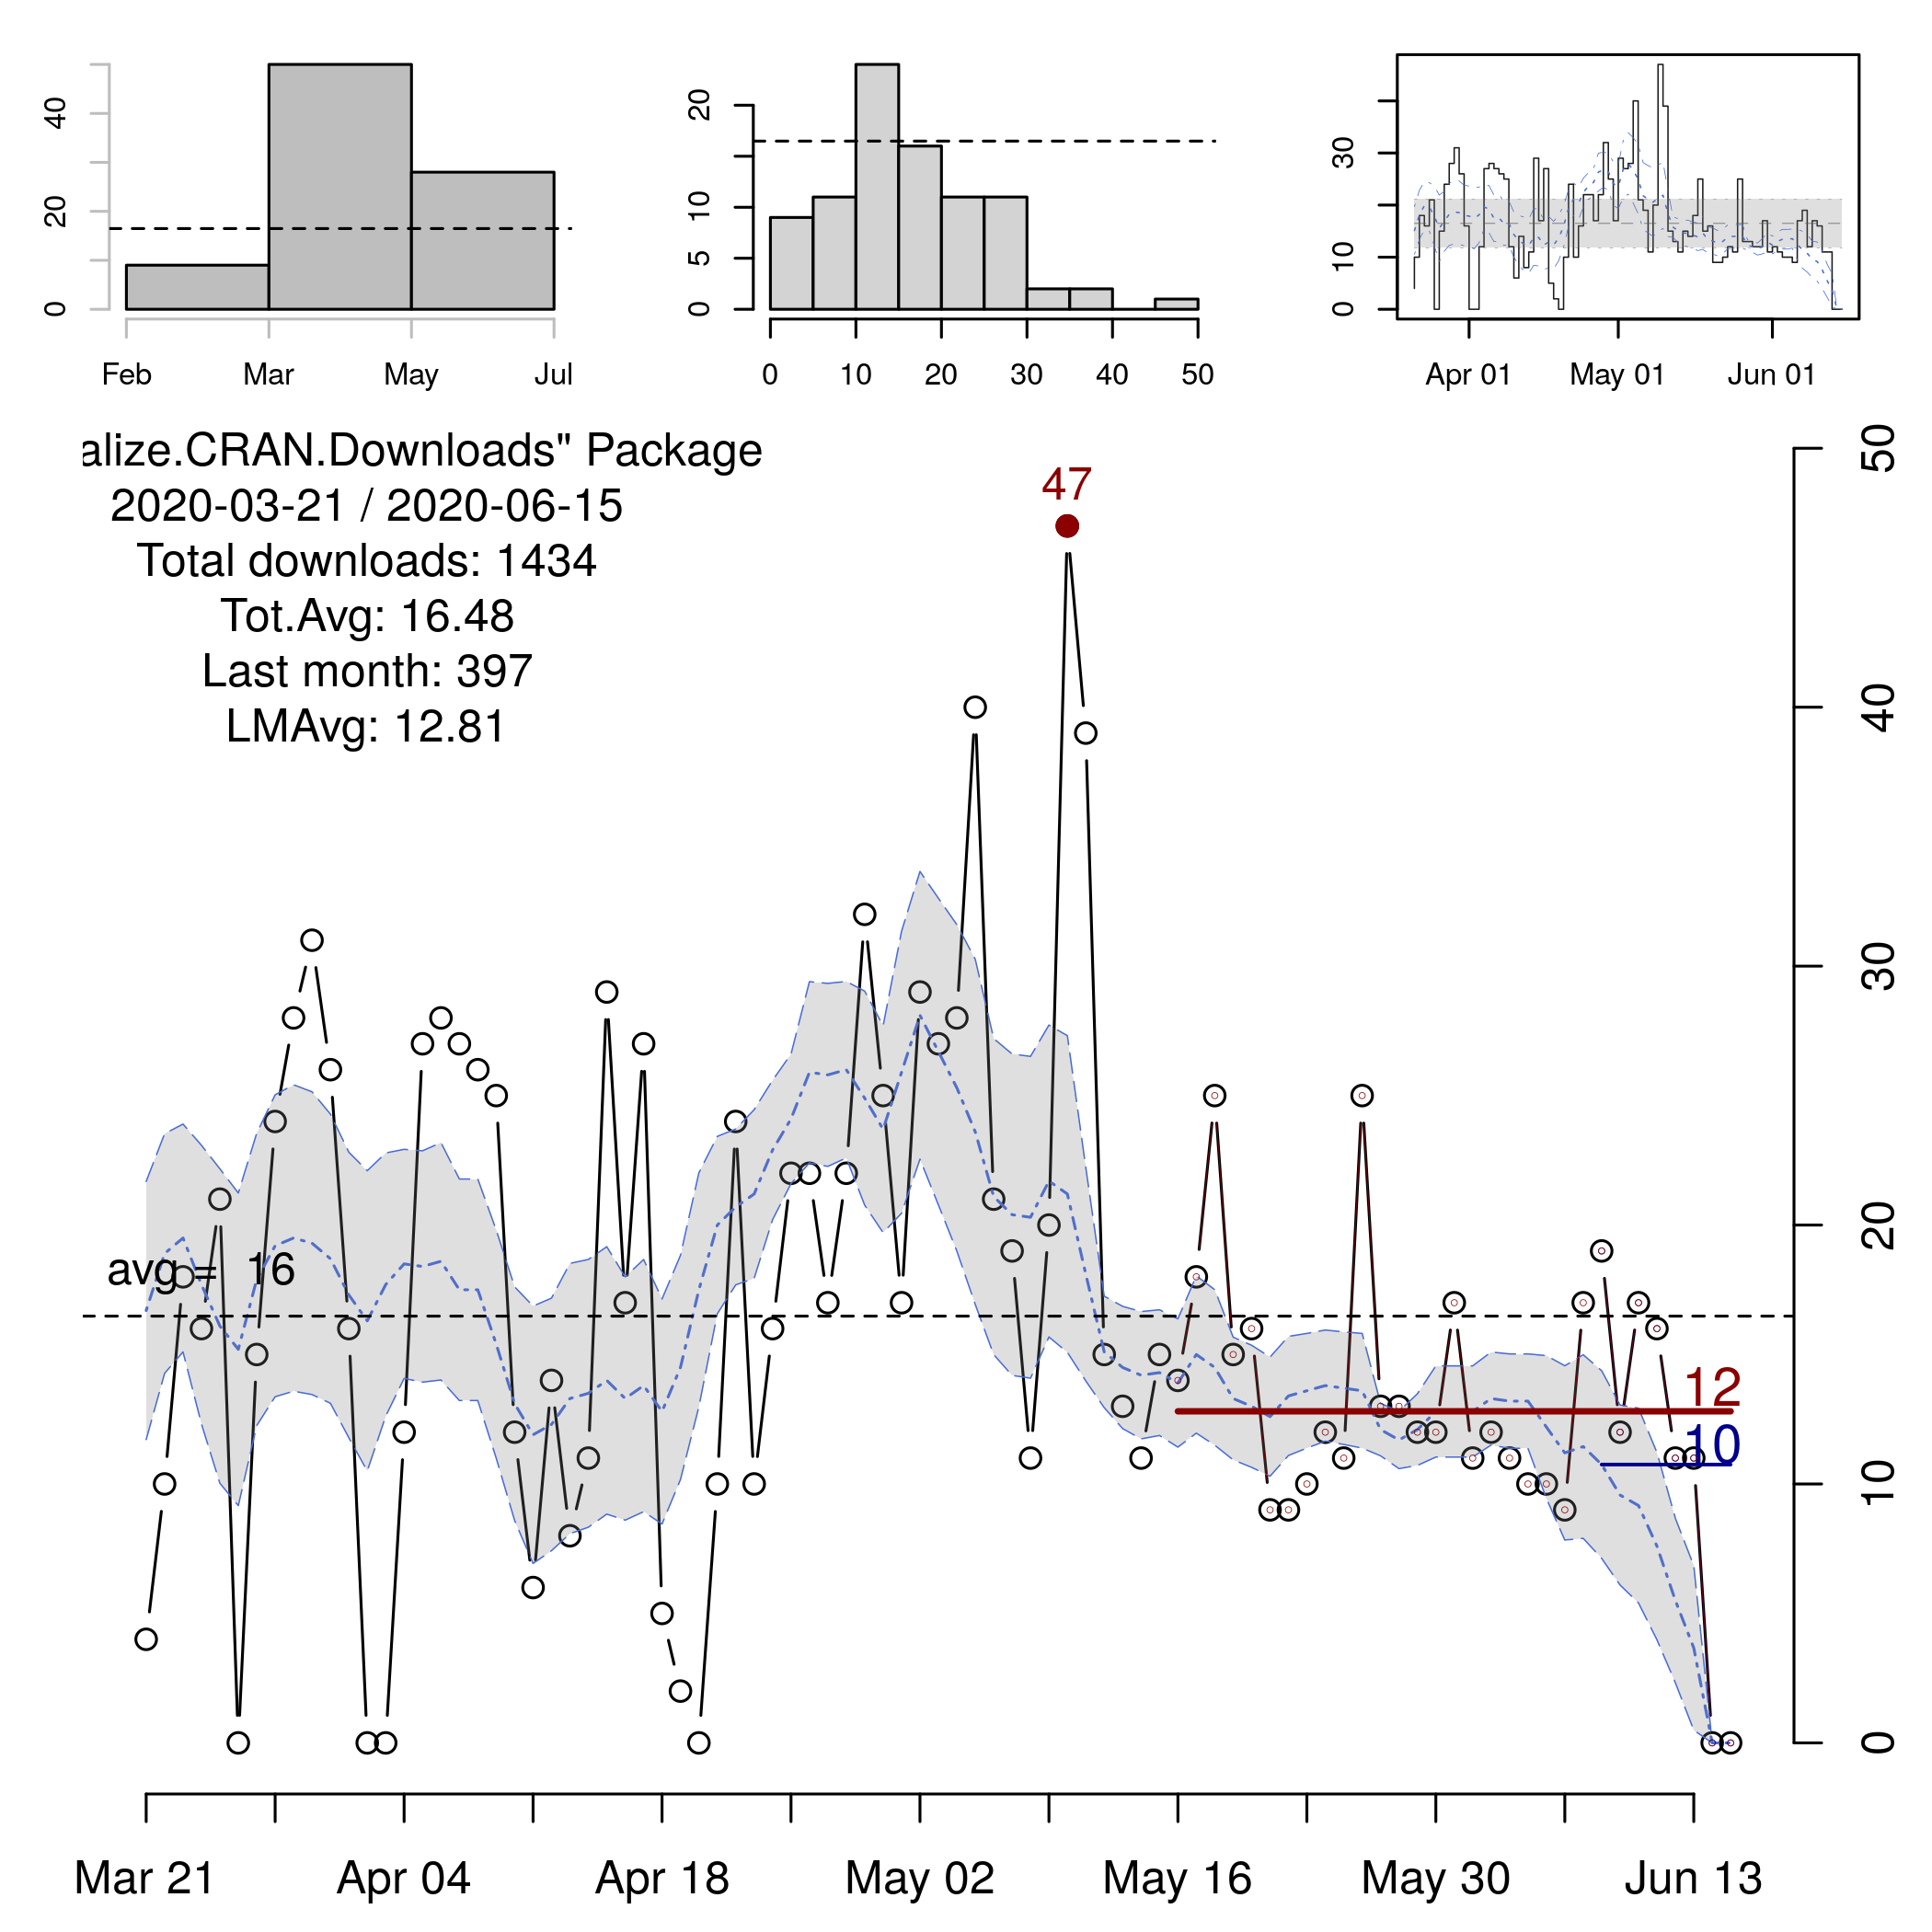 40
20
0
Feb Mar May Jul
20
10
5
0
0 10 20 30 40 50
30
10
0
Apr 01 May 01 Jun 01
alize.CRAN.Downloads" Package
2020-03-21 / 2020-06-15
Total downloads: 1434
Tot.Avg: 16.48
Last month: 397
LMAvg: 12.81
47
avg = 16
12
10
50
40
30
20
10
0
Mar 21 Apr 04 Apr 18 May 02 May 16 May 30 Jun 13